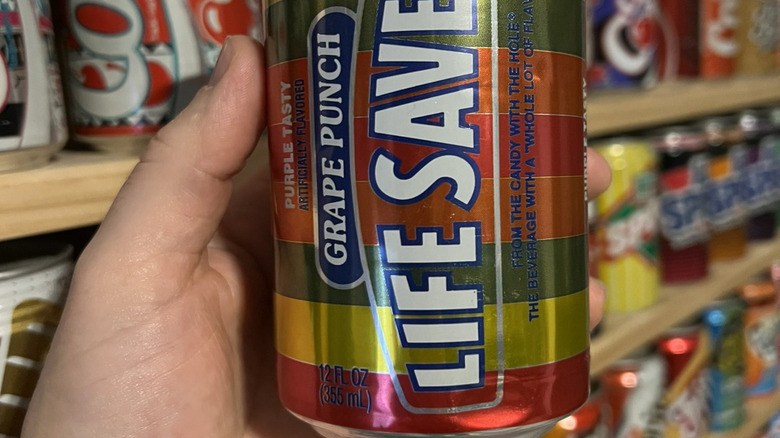 LIFE SAVE
GRAPE PUNCH
PURPLE TASTY
ARTIFICIALLY FLAVORED
FROM THE CANDY WITH THE HOLE®
THE BEVERAGE WITH A "WHOLE LOT OF FLAV
12 FL OZ
(355 mL)